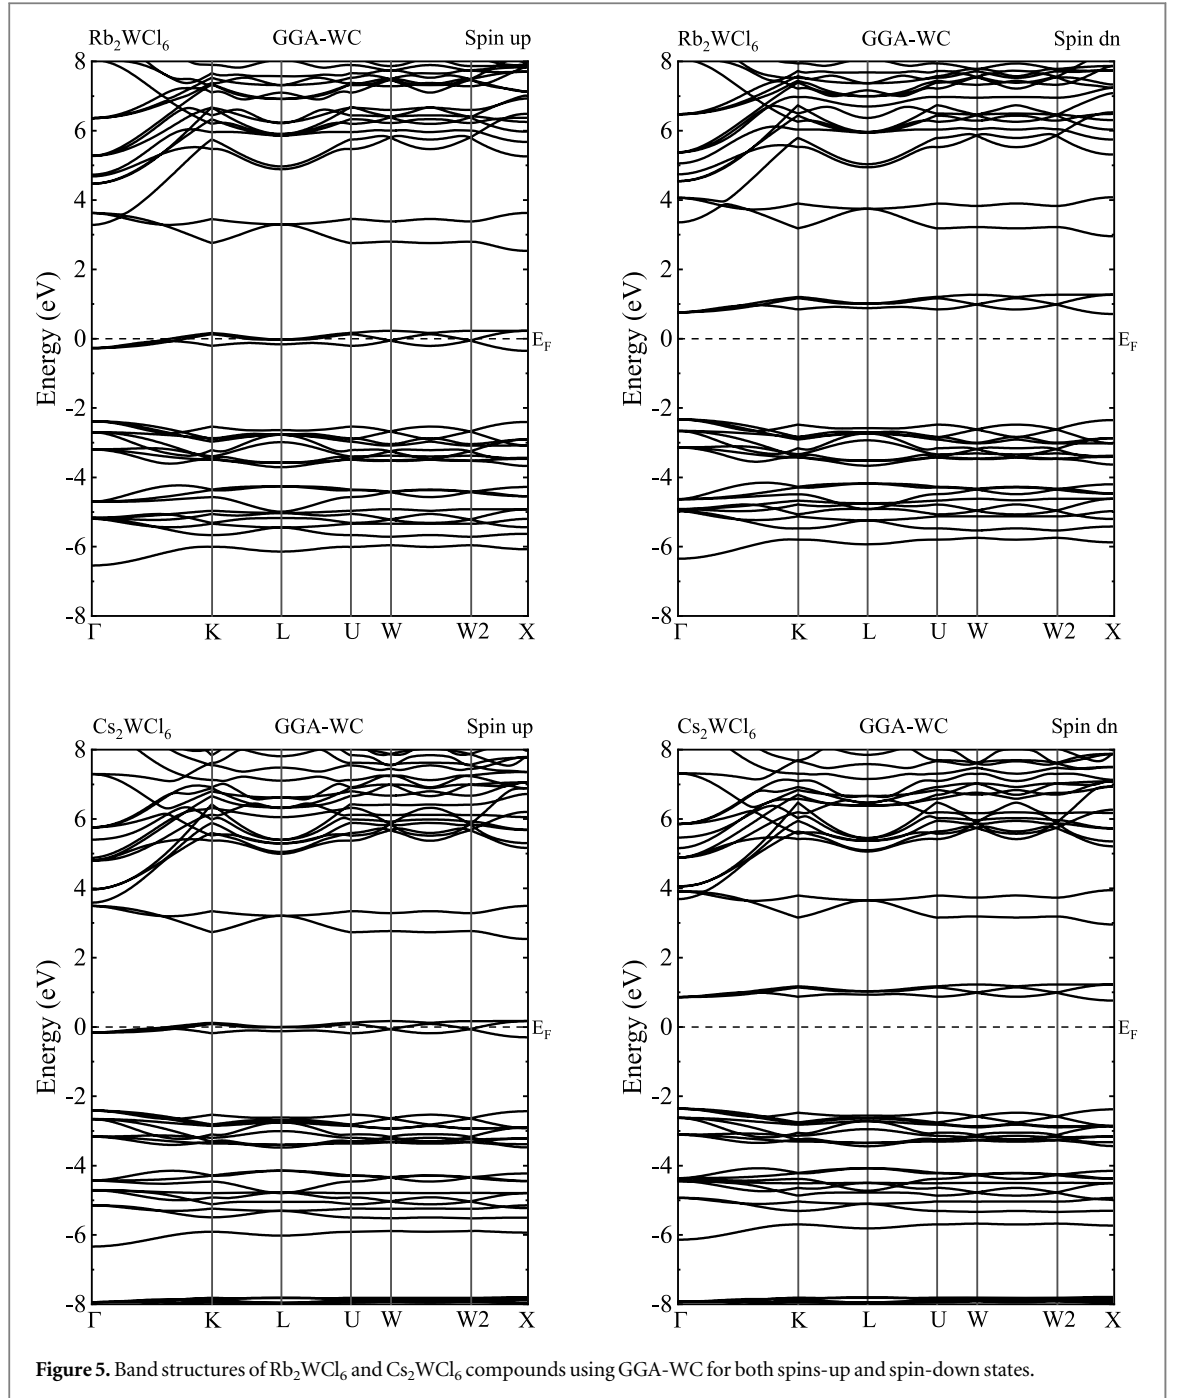 Rb₂WCl₆ GGA-WC Spin up
8
6
4
2
0
-2
-4
-6
-8
Energy (eV)
E_F
Γ K L U W W2 X
Rb₂WCl₆ GGA-WC Spin dn
8
6
4
2
0
-2
-4
-6
-8
Energy (eV)
E_F
Γ K L U W W2 X
Cs₂WCl₆ GGA-WC Spin up
8
6
4
2
0
-2
-4
-6
-8
Energy (eV)
E_F
Γ K L U W W2 X
Cs₂WCl₆ GGA-WC Spin dn
8
6
4
2
0
-2
-4
-6
-8
Energy (eV)
E_F
Γ K L U W W2 X
Figure 5. Band structures of Rb₂WCl₆ and Cs₂WCl₆ compounds using GGA-WC for both spins-up and spin-down states.